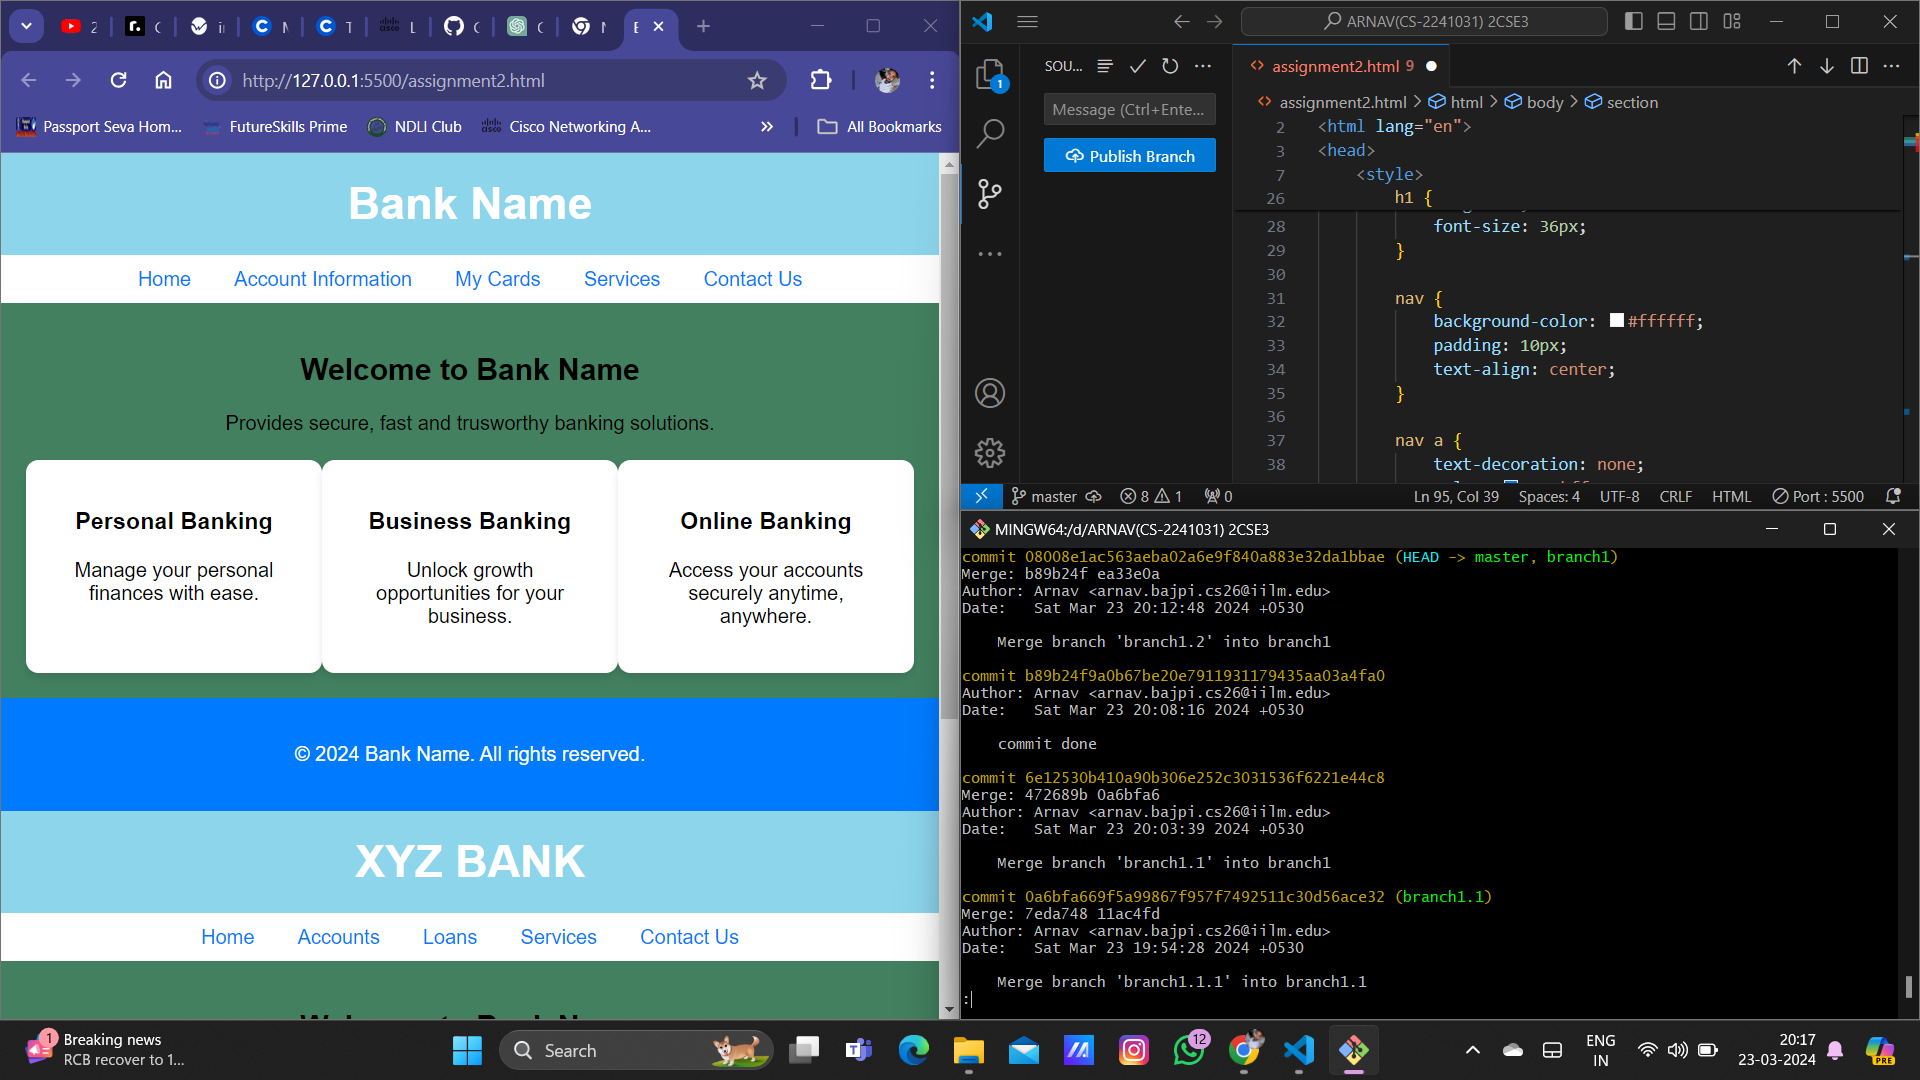 http://127.0.0.1:5500/assignment2.html
Passport Seva Hom...
FutureSkills Prime
NDLI Club
Cisco Networking A...
All Bookmarks
Bank Name
Home
Account Information
My Cards
Services
Contact Us
Welcome to Bank Name
Provides secure, fast and trusworthy banking solutions.
Personal Banking
Manage your personal
finances with ease.
Business Banking
Unlock growth
opportunities for your
business.
Online Banking
Access your accounts
securely anytime,
anywhere.
© 2024 Bank Name. All rights reserved.
XYZ BANK
Home
Accounts
Loans
Services
Contact Us
ARNAV(CS-2241031) 2CSE3
SOU...
1
Message (Ctrl+Ente...
Publish Branch
assignment2.html 9
assignment2.html > html > body > section
2 <html lang="en">
3 <head>
7 <style>
26 h1 {
28 font-size: 36px;
29 }
30
31 nav {
32 background-color: #ffffff;
33 padding: 10px;
34 text-align: center;
35 }
36
37 nav a {
38 text-decoration: none;
master 8 1 0
Ln 95, Col 39 Spaces: 4 UTF-8 CRLF HTML Port : 5500
MINGW64:/d/ARNAV(CS-2241031) 2CSE3
commit 08008e1ac563aeba02a6e9f840a883e32da1bbae (HEAD -> master, branch1)
Merge: b89b24f ea33e0a
Author: Arnav <arnav.bajpi.cs26@iilm.edu>
Date: Sat Mar 23 20:12:48 2024 +0530
Merge branch 'branch1.2' into branch1
commit b89b24f9a0b67be20e7911931179435aa03a4fa0
Author: Arnav <arnav.bajpi.cs26@iilm.edu>
Date: Sat Mar 23 20:08:16 2024 +0530
commit done
commit 6e12530b410a90b306e252c3031536f6221e44c8
Merge: 472689b 0a6bfa6
Author: Arnav <arnav.bajpi.cs26@iilm.edu>
Date: Sat Mar 23 20:03:39 2024 +0530
Merge branch 'branch1.1' into branch1
commit 0a6bfa669f5a99867f957f7492511c30d56ace32 (branch1.1)
Merge: 7eda748 11ac4fd
Author: Arnav <arnav.bajpi.cs26@iilm.edu>
Date: Sat Mar 23 19:54:28 2024 +0530
Merge branch 'branch1.1.1' into branch1.1
:
1
Breaking news
RCB recover to 1...
Search
12
ENG
IN
20:17
23-03-2024
PRE